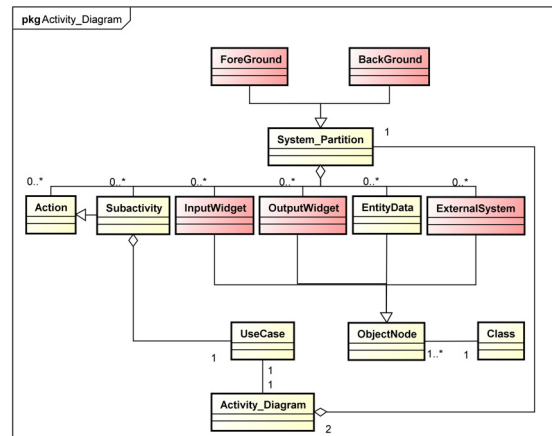 pkg Activity_Diagram
ForeGround
BackGround
System_Partition
1
0..*
0..*
0..*
0..*
0..*
0..*
Action
Subactivity
InputWidget
OutputWidget
EntityData
ExternalSystem
UseCase
ObjectNode
Class
1
1..*
1
1
1
Activity_Diagram
2